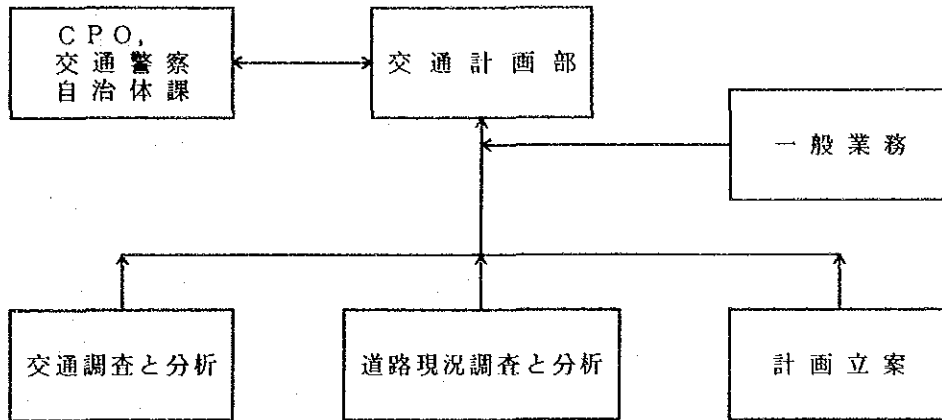 CPO,
交通警察
自治体課
交通計画部
一般業務
交通調査と分析
道路現況調査と分析
計画立案